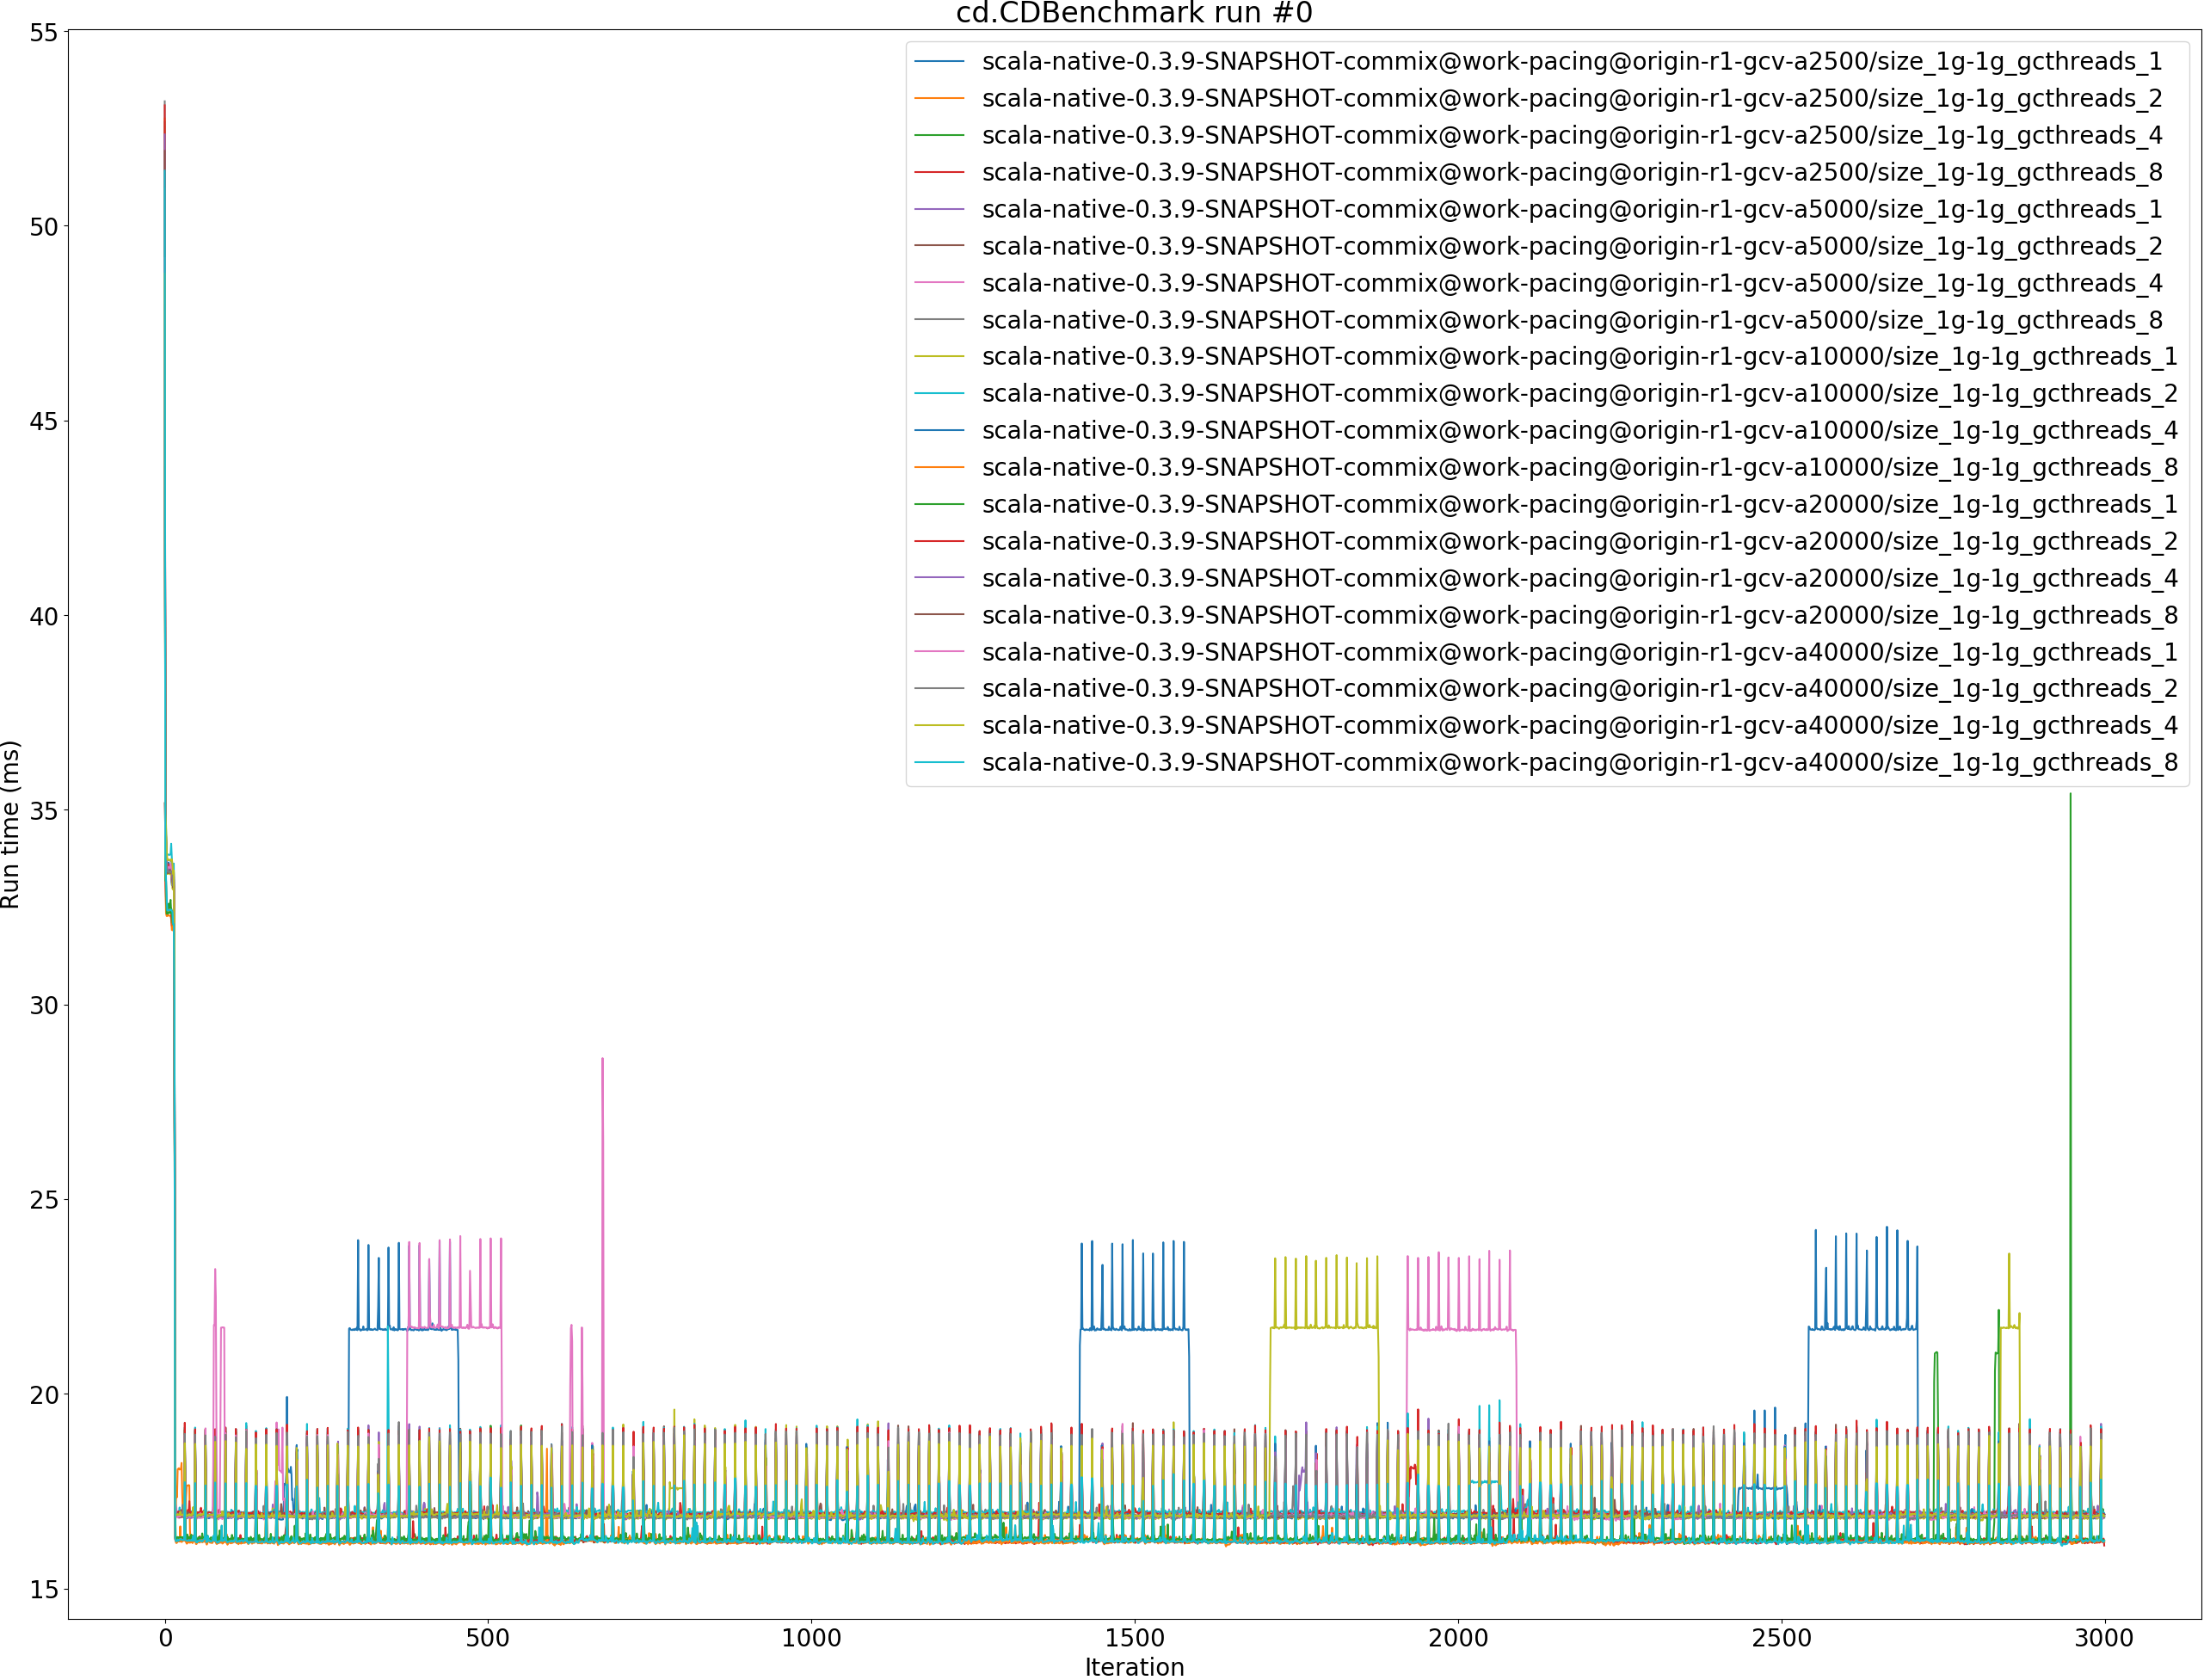 cd.CDBenchmark run #0
55
50
45
40
35
30
25
20
15
Run time (ms)
scala-native-0.3.9-SNAPSHOT-commix@work-pacing@origin-r1-gcv-a2500/size_1g-1g_gcthreads_1
scala-native-0.3.9-SNAPSHOT-commix@work-pacing@origin-r1-gcv-a2500/size_1g-1g_gcthreads_2
scala-native-0.3.9-SNAPSHOT-commix@work-pacing@origin-r1-gcv-a2500/size_1g-1g_gcthreads_4
scala-native-0.3.9-SNAPSHOT-commix@work-pacing@origin-r1-gcv-a2500/size_1g-1g_gcthreads_8
scala-native-0.3.9-SNAPSHOT-commix@work-pacing@origin-r1-gcv-a5000/size_1g-1g_gcthreads_1
scala-native-0.3.9-SNAPSHOT-commix@work-pacing@origin-r1-gcv-a5000/size_1g-1g_gcthreads_2
scala-native-0.3.9-SNAPSHOT-commix@work-pacing@origin-r1-gcv-a5000/size_1g-1g_gcthreads_4
scala-native-0.3.9-SNAPSHOT-commix@work-pacing@origin-r1-gcv-a5000/size_1g-1g_gcthreads_8
scala-native-0.3.9-SNAPSHOT-commix@work-pacing@origin-r1-gcv-a10000/size_1g-1g_gcthreads_1
scala-native-0.3.9-SNAPSHOT-commix@work-pacing@origin-r1-gcv-a10000/size_1g-1g_gcthreads_2
scala-native-0.3.9-SNAPSHOT-commix@work-pacing@origin-r1-gcv-a10000/size_1g-1g_gcthreads_4
scala-native-0.3.9-SNAPSHOT-commix@work-pacing@origin-r1-gcv-a10000/size_1g-1g_gcthreads_8
scala-native-0.3.9-SNAPSHOT-commix@work-pacing@origin-r1-gcv-a20000/size_1g-1g_gcthreads_1
scala-native-0.3.9-SNAPSHOT-commix@work-pacing@origin-r1-gcv-a20000/size_1g-1g_gcthreads_2
scala-native-0.3.9-SNAPSHOT-commix@work-pacing@origin-r1-gcv-a20000/size_1g-1g_gcthreads_4
scala-native-0.3.9-SNAPSHOT-commix@work-pacing@origin-r1-gcv-a20000/size_1g-1g_gcthreads_8
scala-native-0.3.9-SNAPSHOT-commix@work-pacing@origin-r1-gcv-a40000/size_1g-1g_gcthreads_1
scala-native-0.3.9-SNAPSHOT-commix@work-pacing@origin-r1-gcv-a40000/size_1g-1g_gcthreads_2
scala-native-0.3.9-SNAPSHOT-commix@work-pacing@origin-r1-gcv-a40000/size_1g-1g_gcthreads_4
scala-native-0.3.9-SNAPSHOT-commix@work-pacing@origin-r1-gcv-a40000/size_1g-1g_gcthreads_8
0 500 1000 1500 2000 2500 3000
Iteration